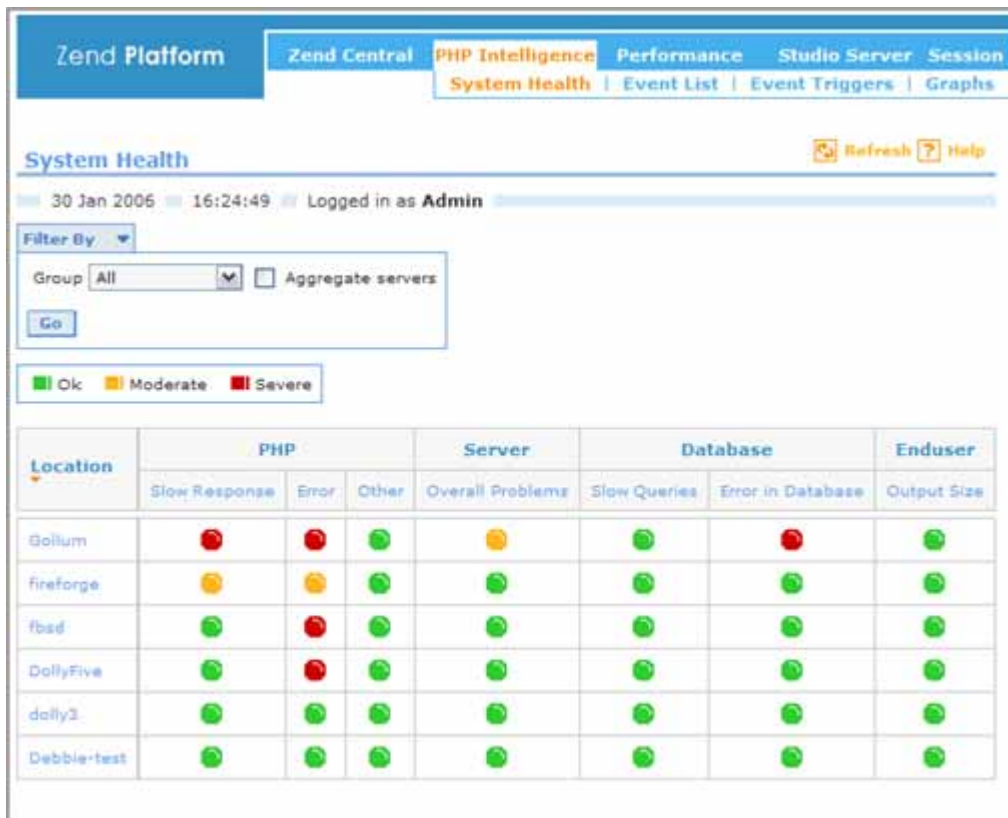 Zend Platform
Zend Central PHP Intelligence Performance Studio Server Session
System Health | Event List | Event Triggers | Graphs
System Health
Refresh ? Help
30 Jan 2006 16:24:49 Logged in as Admin
Filter By
Group All Aggregate servers
Go
Ok Moderate Severe
Location PHP Server Database Enduser
Slow Response Error Other Overall Problems Slow Queries Error in Database Output Size
Gollum
fireforge
fbsd
DollyFive
dolly3
Debbie-test